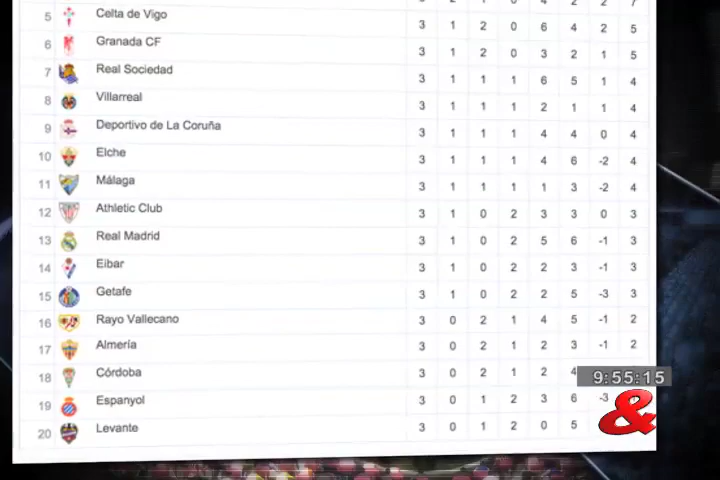 3 2 1 0 4 2 2 7
5 Celta de Vigo 3 1 2 0 6 4 2 5
6 Granada CF 3 1 2 0 3 2 1 5
7 Real Sociedad 3 1 1 1 6 5 1 4
8 Villarreal 3 1 1 1 2 1 1 4
9 Deportivo de La Coruña 3 1 1 1 4 4 0 4
10 Elche 3 1 1 1 4 6 -2 4
11 Málaga 3 1 1 1 1 3 -2 4
12 Athletic Club 3 1 0 2 3 3 0 3
13 Real Madrid 3 1 0 2 5 6 -1 3
14 Eibar 3 1 0 2 2 3 -1 3
15 Getafe 3 1 0 2 2 5 -3 3
16 Rayo Vallecano 3 0 2 1 4 5 -1 2
17 Almería 3 0 2 1 2 3 -1 2
18 Córdoba 3 0 2 1 2 4
9:55:15
19 Espanyol 3 0 1 2 3 6 -3
&
20 Levante 3 0 1 2 0 5